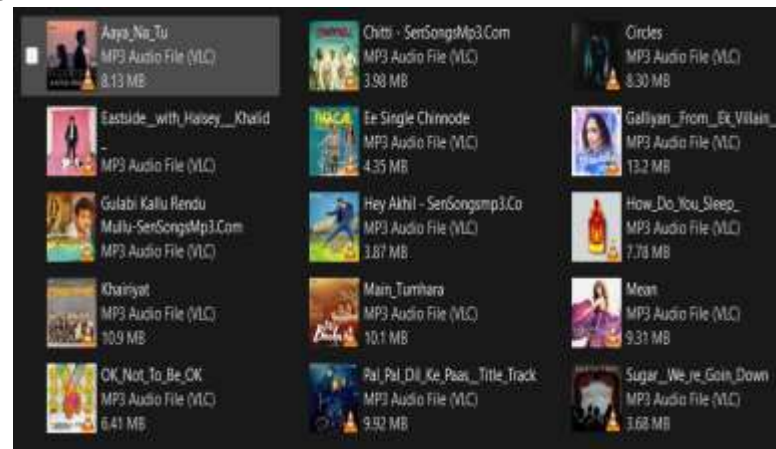 Aaya_Na_Tu
MP3 Audio File (VLC)
8.13 MB
Chitti - SenSongsMp3.Com
MP3 Audio File (VLC)
3.98 MB
Circles
MP3 Audio File (VLC)
8.30 MB
Eastside__with_Halsey___Khalid
_
MP3 Audio File (VLC)
Ee Single Chinnode
MP3 Audio File (VLC)
4.35 MB
Galliyan__From__Ek_Villain_
MP3 Audio File (VLC)
13.2 MB
Gulabi Kallu Rendu
Mullu-SenSongsMp3.Com
MP3 Audio File (VLC)
Hey Akhil - SenSongsmp3.Co
MP3 Audio File (VLC)
3.87 MB
How_Do_You_Sleep_
MP3 Audio File (VLC)
7.78 MB
Khairiyat
MP3 Audio File (VLC)
10.9 MB
Main_Tumhara
MP3 Audio File (VLC)
10.1 MB
Mean
MP3 Audio File (VLC)
9.31 MB
OK_Not_To_Be_OK
MP3 Audio File (VLC)
6.41 MB
Pal_Pal_Dil_Ke_Paas__Title_Track
MP3 Audio File (VLC)
9.92 MB
Sugar__We_re_Goin_Down
MP3 Audio File (VLC)
3.68 MB